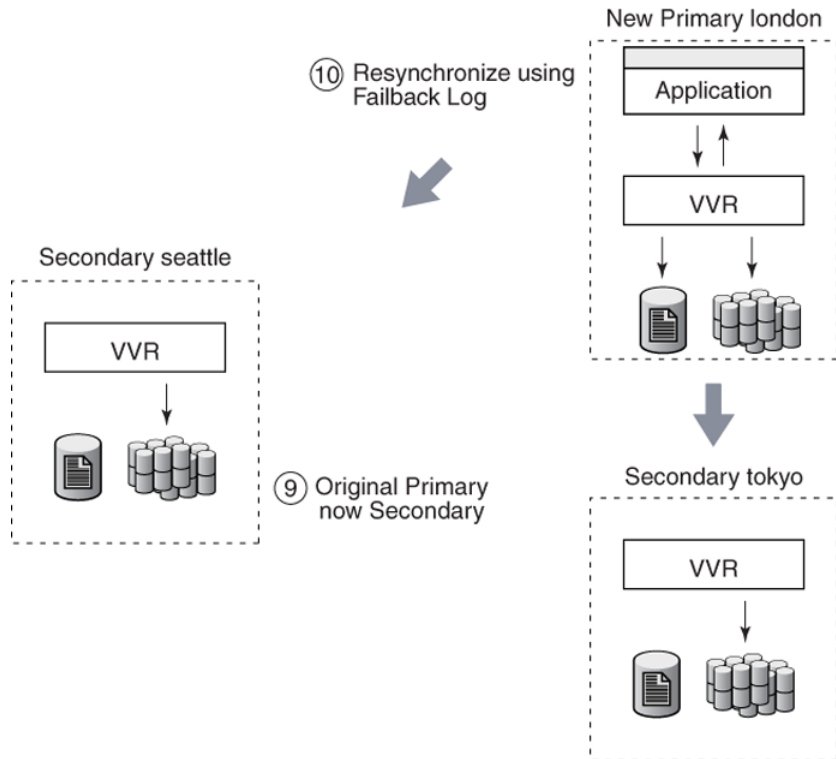 New Primary london
10 Resynchronize using
Failback Log
Application
VVR
Secondary seattle
VVR
9 Original Primary
now Secondary
Secondary tokyo
VVR